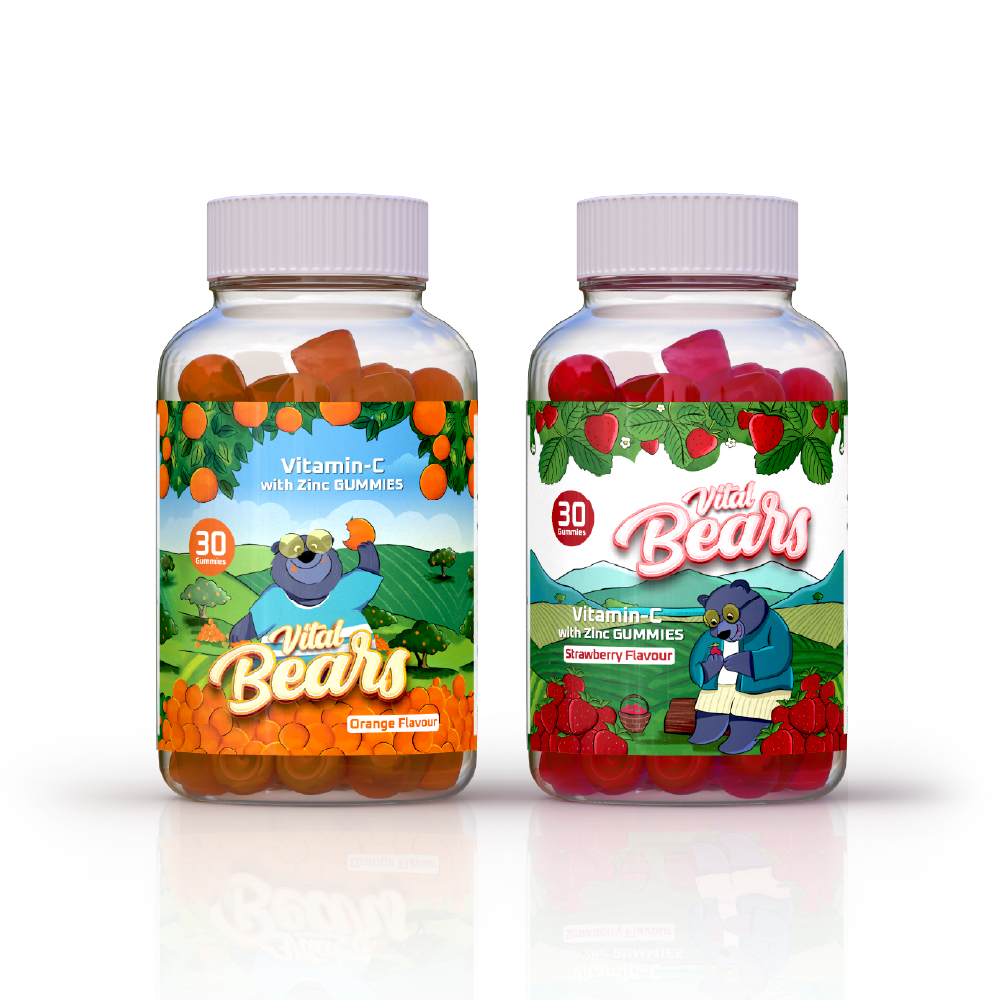 Vitamin-C
with Zinc GUMMIES
30
Gummies
Vital
Bears
Orange Flavour
Vital
Bears
30
Gummies
Vitamin-C
with Zinc GUMMIES
Strawberry Flavour